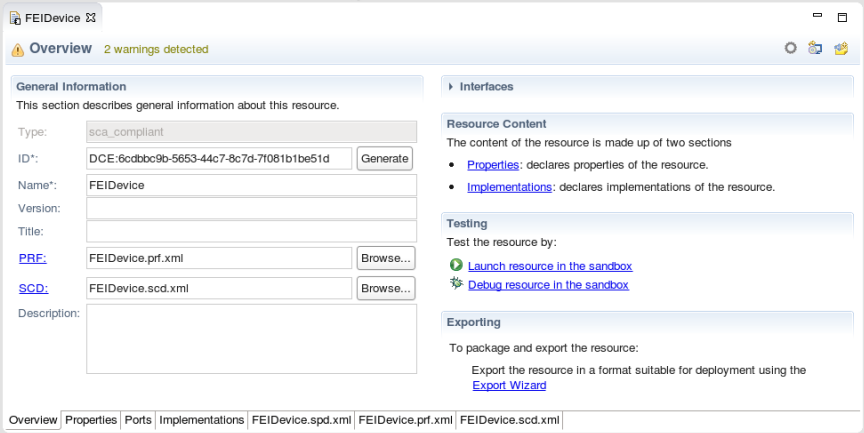 FEIDevice
Overview 2 warnings detected
General Information
This section describes general information about this resource.
Type: sca_compliant
ID*: DCE:6cdbbc9b-5653-44c7-8c7d-7f081b1be51d Generate
Name*: FEIDevice
Version:
Title:
PRF: FEIDevice.prf.xml Browse...
SCD: FEIDevice.scd.xml Browse...
Description:
Interfaces
Resource Content
The content of the resource is made up of two sections
• Properties: declares properties of the resource.
• Implementations: declares implementations of the resource.
Testing
Test the resource by:
Launch resource in the sandbox
Debug resource in the sandbox
Exporting
To package and export the resource:
Export the resource in a format suitable for deployment using the
Export Wizard
Overview Properties Ports Implementations FEIDevice.spd.xml FEIDevice.prf.xml FEIDevice.scd.xml